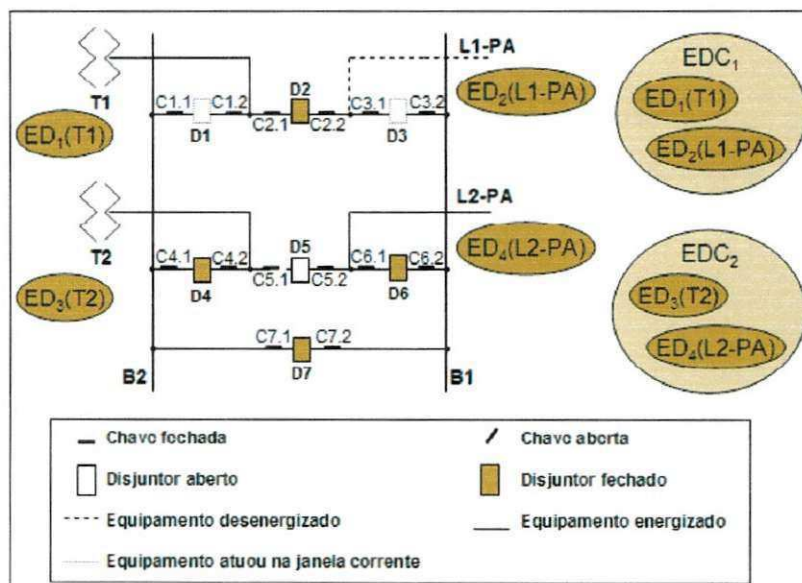 L1-PA
EDC1
T1
C1.1
C1.2
D2
C3.1
C3.2
ED2(L1-PA)
ED1(T1)
ED1(T1)
D1
C2.1
C2.2
D3
ED2(L1-PA)
L2-PA
T2
C4.1
C4.2
D5
C6.1
C6.2
ED4(L2-PA)
EDC2
ED3(T2)
D4
C5.1
C5.2
D6
ED3(T2)
C7.1
C7.2
ED4(L2-PA)
B2
D7
B1
Chavo fochada
Chavo aborta
Disjuntor aberto
Disjuntor fechado
Equipamento desenergizado
Equipamento energizado
Equipamento atuou na janela corrente